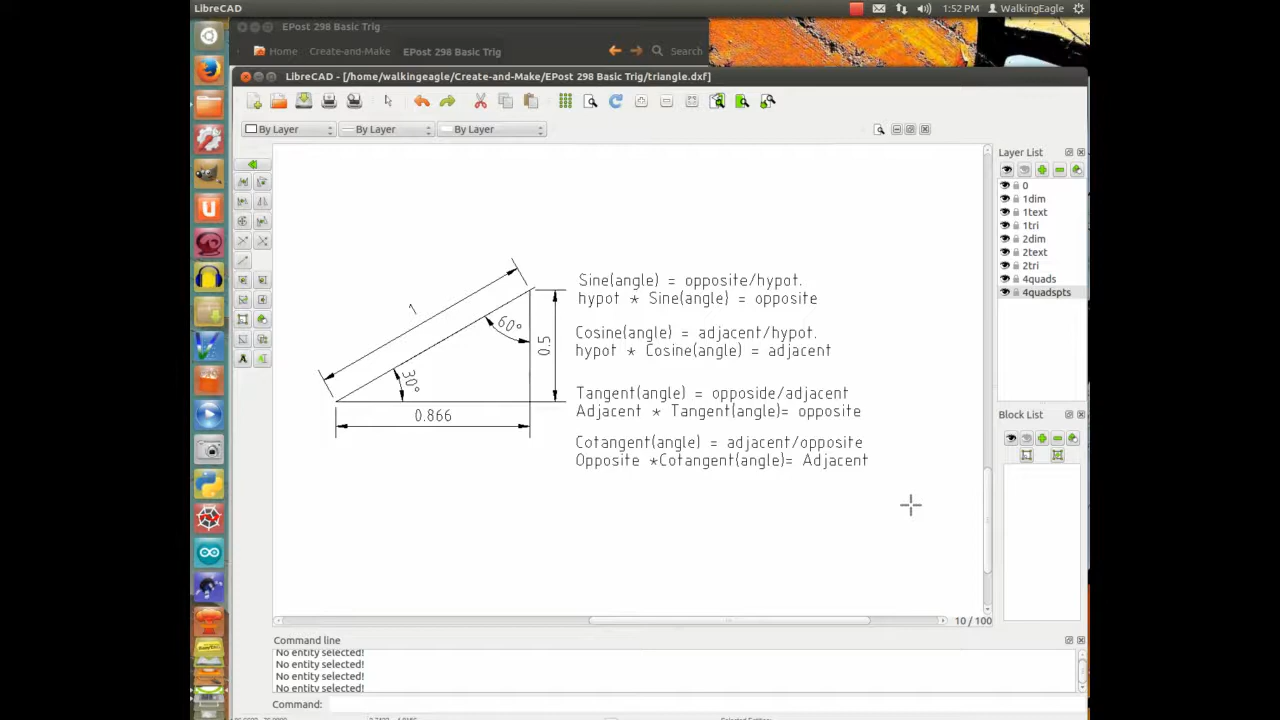 LibreCAD
1:52 PM
WalkingEagle
EPost 298 Basic Trig
Home
Create-and-Make
EPost 298 Basic Trig
Search
LibreCAD - [/home/walkingeagle/Create-and-Make/EPost 298 Basic Trig/triangle.dxf]
By Layer
By Layer
By Layer
Layer List
0
1dim
1text
1tri
2dim
2text
2tri
4quads
4quadspts
Block List
1
60°
30°
0.5
0.866
Sine(angle) = opposite/hypot.
hypot * Sine(angle) = opposite
Cosine(angle) = adjacent/hypot.
hypot * Cosine(angle) = adjacent
Tangent(angle) = opposide/adjacent
Adjacent * Tangent(angle)= opposite
Cotangent(angle) = adjacent/opposite
Opposite *Cotangent(angle)= Adjacent
10 / 100
Command line
No entity selected!
No entity selected!
No entity selected!
No entity selected!
Command: